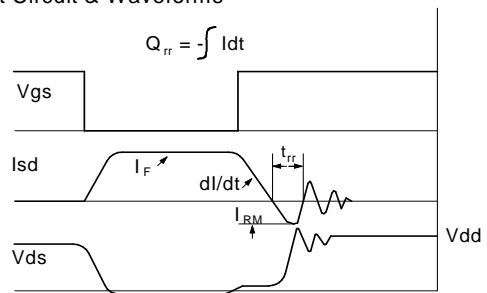 t Circuit & Waveforms
Qrr = -∫ Idt
Vgs
Isd
IF
trr
dI/dt
IRM
Vdd
Vds